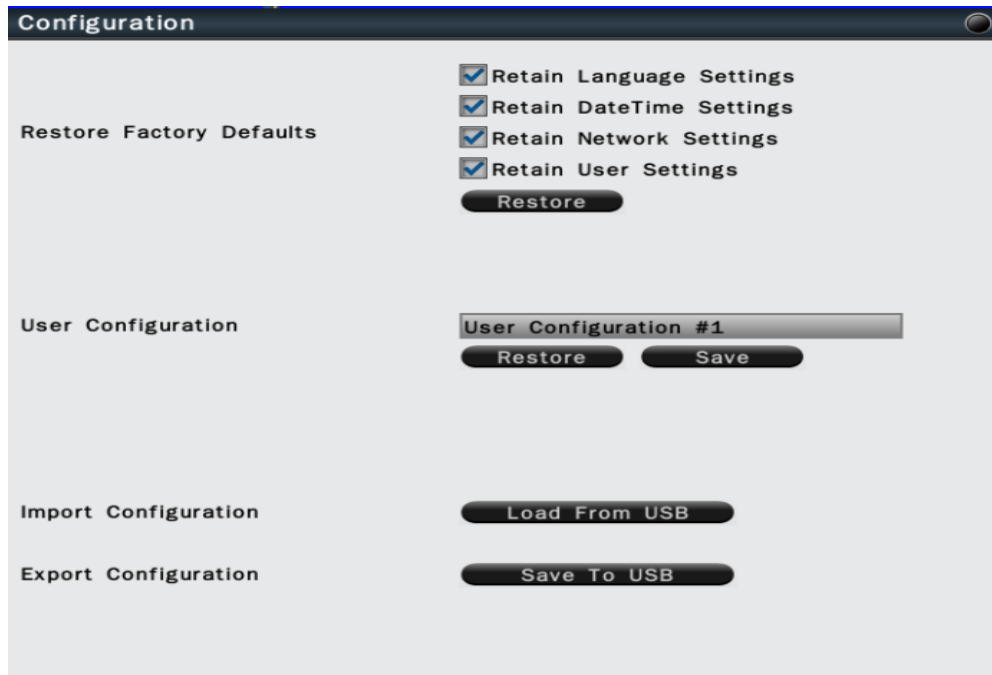 Configuration
Retain Language Settings
Retain DateTime Settings
Restore Factory Defaults
Retain Network Settings
Retain User Settings
Restore
User Configuration
User Configuration #1
Restore Save
Import Configuration
Load From USB
Export Configuration
Save To USB